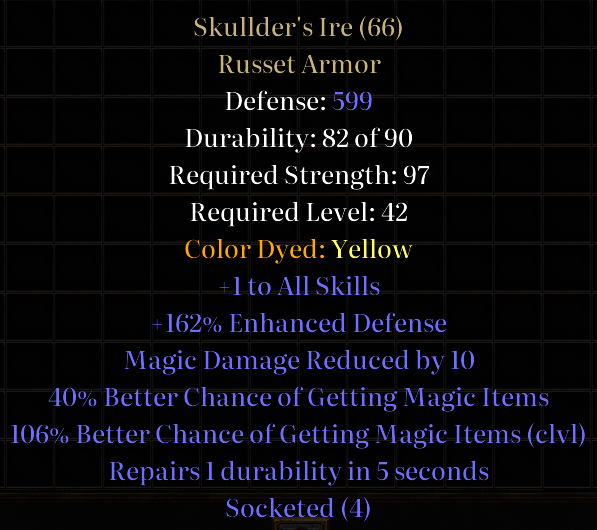 Skullder's Ire (66)
Russet Armor
Defense: 599
Durability: 82 of 90
Required Strength: 97
Required Level: 42
Color Dyed: Yellow
+1 to All Skills
+162% Enhanced Defense
Magic Damage Reduced by 10
40% Better Chance of Getting Magic Items
106% Better Chance of Getting Magic Items (clvl)
Repairs 1 durability in 5 seconds
Socketed (4)